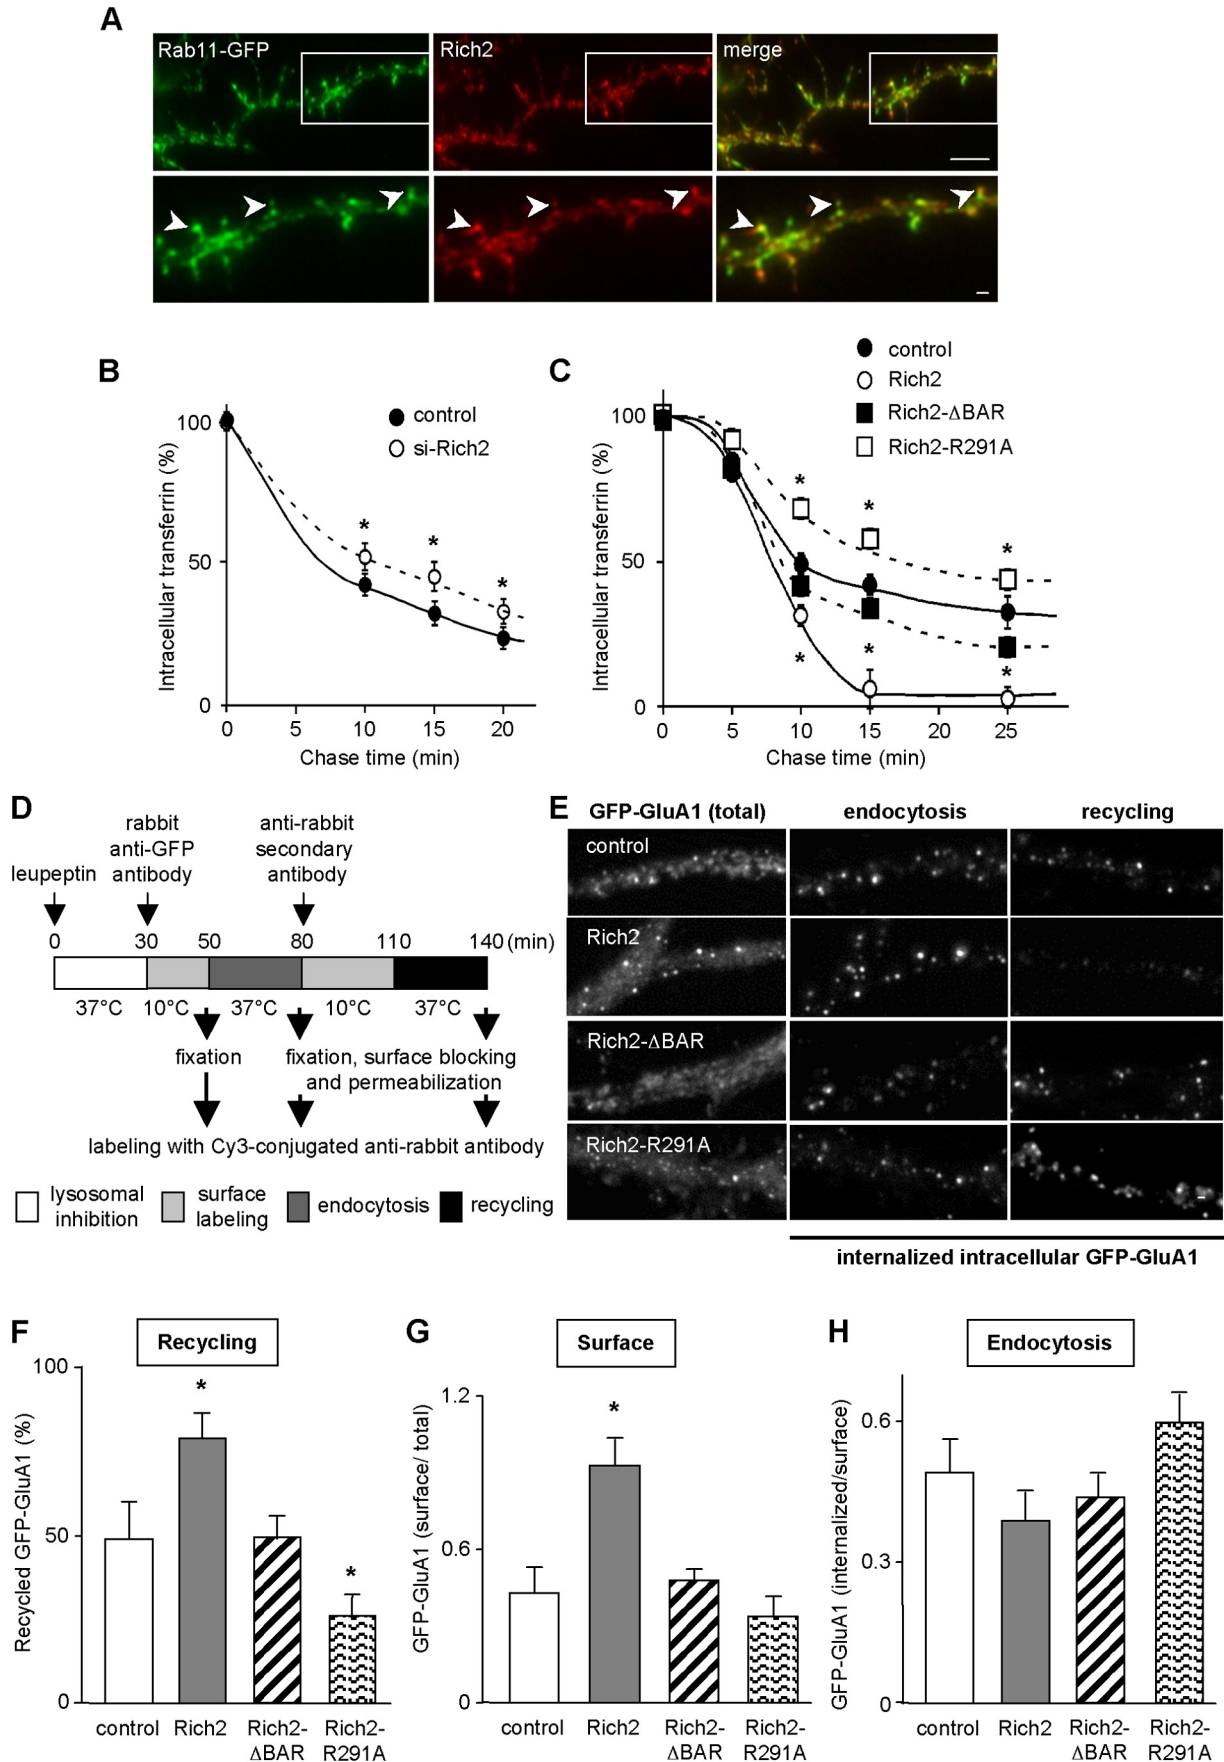 A
Rab11-GFP
Rich2
merge
B
100
50
0
Intracellular transferrin (%)
control
si-Rich2
*
*
*
0 5 10 15 20
Chase time (min)
C
control
Rich2
Rich2-ΔBAR
Rich2-R291A
100
50
0
Intracellular transferrin (%)
*
*
*
*
*
*
0 5 10 15 20 25
Chase time (min)
D
leupeptin
rabbit
anti-GFP
antibody
anti-rabbit
secondary
antibody
0 30 50 80 110 140 (min)
37°C 10°C 37°C 10°C 37°C
fixation
fixation, surface blocking
and permeabilization
labeling with Cy3-conjugated anti-rabbit antibody
lysosomal
inhibition
surface
labeling
endocytosis
recycling
E
GFP-GluA1 (total) endocytosis recycling
control
Rich2
Rich2-ΔBAR
Rich2-R291A
internalized intracellular GFP-GluA1
F
Recycling
100
50
0
Recycled GFP-GluA1 (%)
*
*
control
Rich2
Rich2-
ΔBAR
Rich2-
R291A
G
Surface
1.2
0.6
0
GFP-GluA1 (surface/ total)
*
control
Rich2
Rich2-
ΔBAR
Rich2-
R291A
H
Endocytosis
0.6
0.3
0
GFP-GluA1 (internalized/surface)
control
Rich2
Rich2-
ΔBAR
Rich2-
R291A